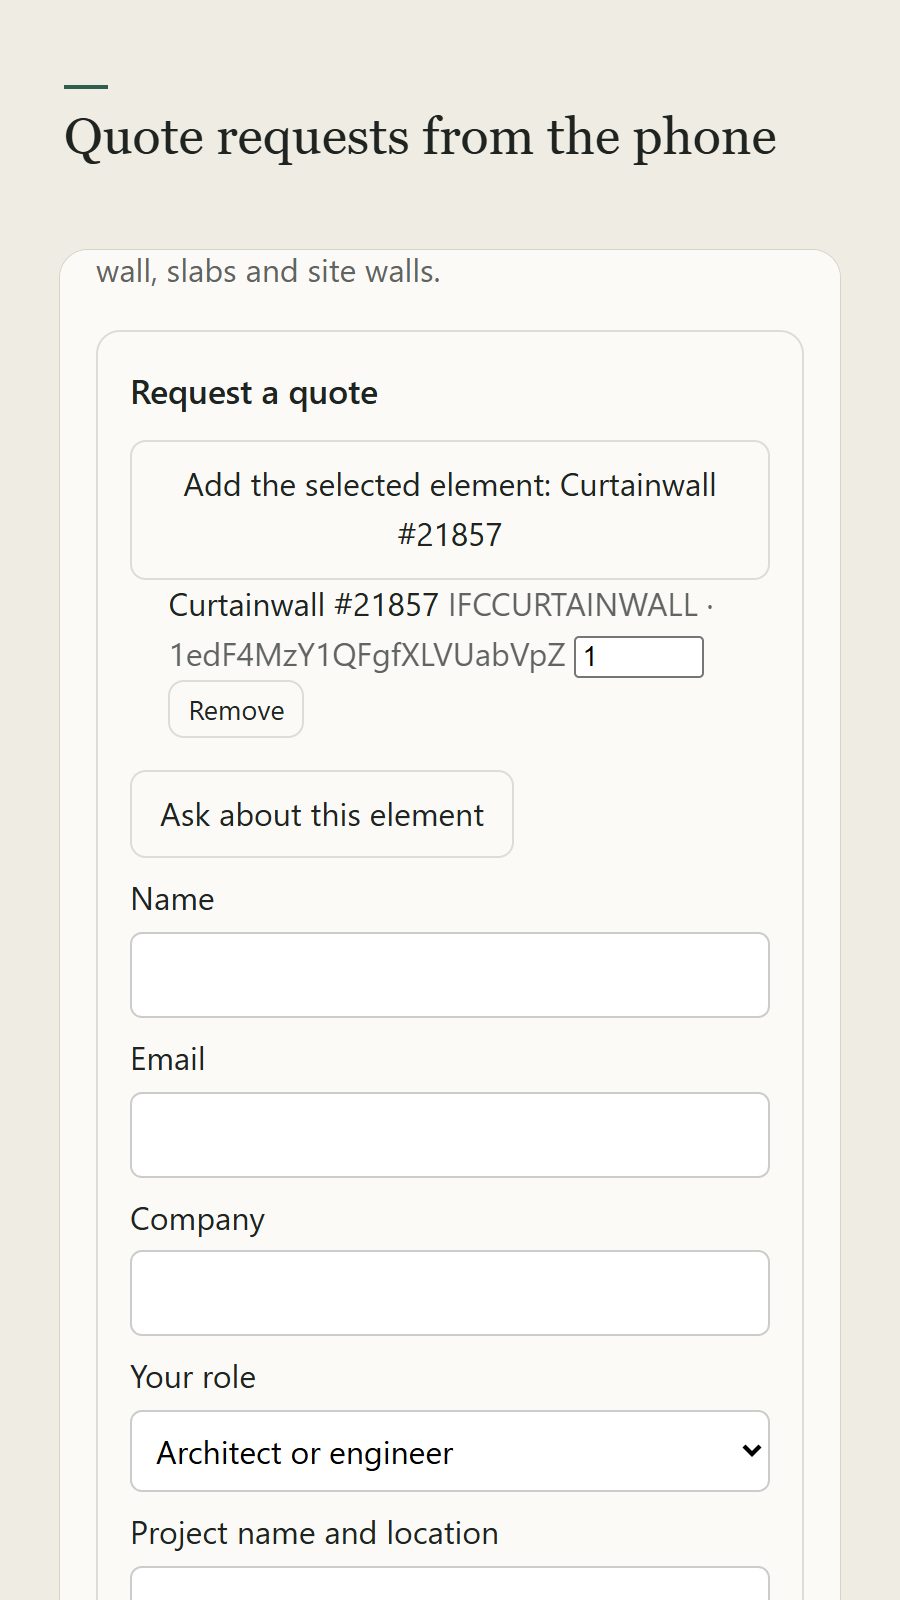 Quote requests from the phone
wall, slabs and site walls.
Request a quote
Add the selected element: Curtainwall
#21857
Curtainwall #21857 IFCCURTAINWALL ·
1edF4MzY1QFgfXLVUabVpZ 1
Remove
Ask about this element
Name
Email
Company
Your role
Architect or engineer
Project name and location